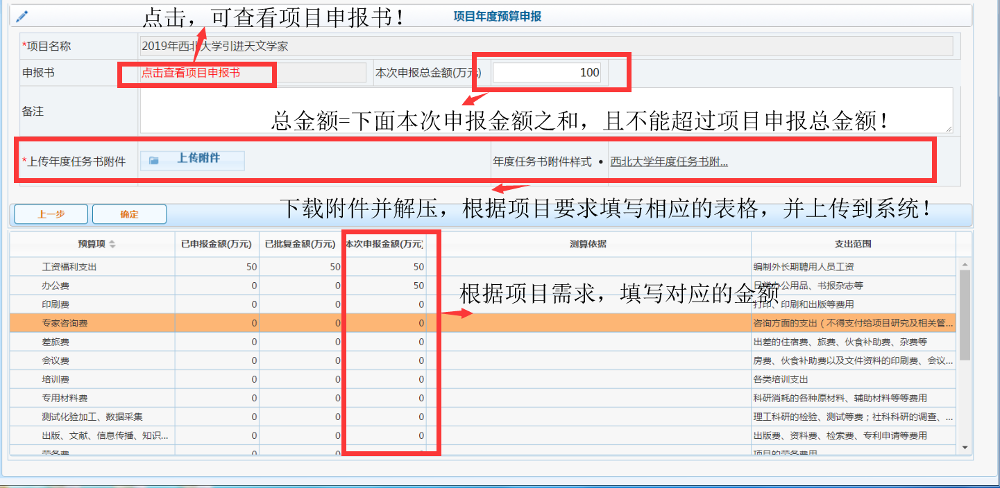 项目年度预算申报
点击，可查看项目申报书！
*项目名称 2019年西北大学引进天文学家
申报书 点击查看项目申报书 本次申报总金额(万元) 100
备注
总金额=下面本次申报金额之和，且不能超过项目申报总金额！
*上传年度任务书附件 上传附件 年度任务书附件样式 • 西北大学年度任务书附...
下载附件并解压，根据项目要求填写相应的表格，并上传到系统！
上一步 确定
预算项 已申报金额(万元) 已批复金额(万元) 本次申报金额(万元) 测算依据 支出范围
工资福利支出 50 50 50 编制外长期聘用人员工资
办公费 0 0 50 日常办公用品、书报杂志等
根据项目需求，填写对应的金额
印刷费 0 0 0 打印、印刷和出版等费用
专家咨询费 0 0 0 咨询方面的支出（不得支付给项目研究及相关管...
差旅费 0 0 0 出差的住宿费、旅费、伙食补助费、杂费等
会议费 0 0 0 房费、伙食补助费以及文件资料的印刷费、会议...
培训费 0 0 0 各类培训支出
专用材料费 0 0 0 科研消耗的各种原材料、辅助材料等等费用
测试化验加工、数据采集 0 0 0 理工科研的检验、测试等费；社科科研的调查、...
出版、文献、信息传播、知识... 0 0 0 出版费、资料费、检索费、专利申请等费用
劳务费 0 0 0 项目的劳务费用